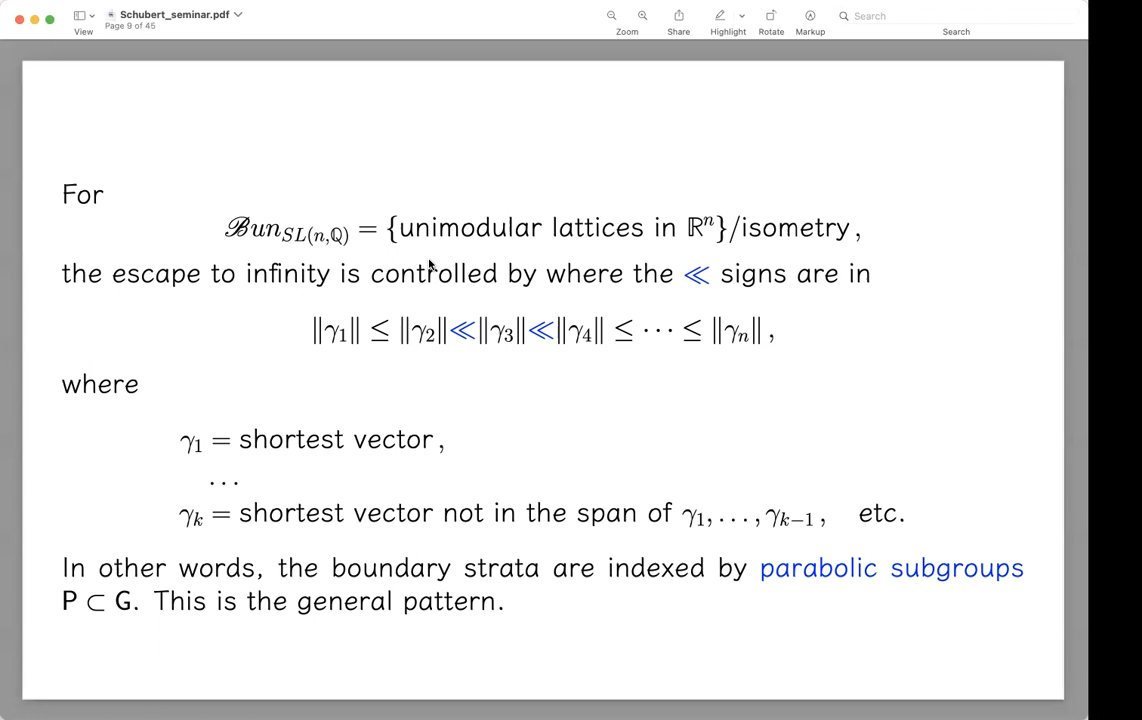 Schubert_seminar.pdf
Page 9 of 45
View
Zoom
Share
Highlight
Rotate
Markup
Search
Search
For
ℬun_{SL(n,ℚ)} = {unimodular lattices in ℝⁿ}/isometry ,
the escape to infinity is controlled by where the ≪ signs are in
‖γ₁‖ ≤ ‖γ₂‖ ≪ ‖γ₃‖ ≪ ‖γ₄‖ ≤ ⋯ ≤ ‖γₙ‖ ,
where
γ₁ = shortest vector ,
...
γₖ = shortest vector not in the span of γ₁, . . . , γₖ₋₁ , etc.
In other words, the boundary strata are indexed by parabolic subgroups
P ⊂ G. This is the general pattern.